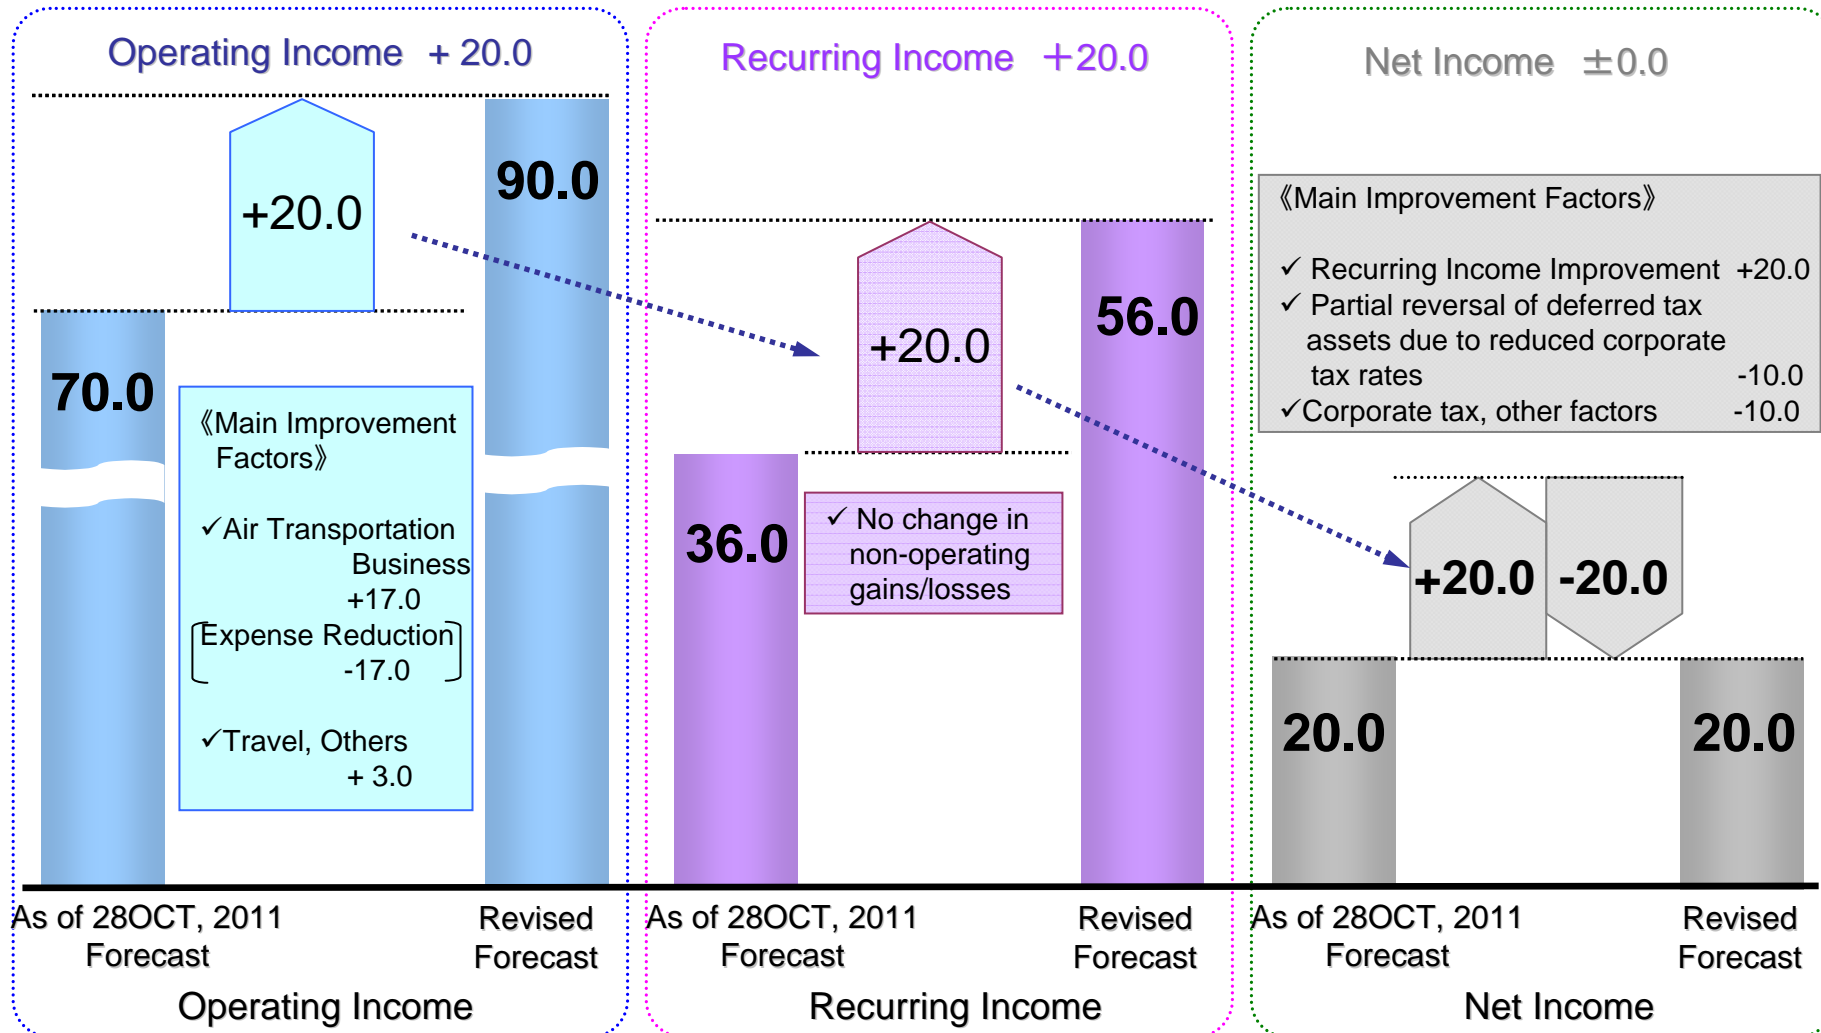 Operating Income + 20.0
+20.0
90.0
70.0
《Main Improvement
Factors》
✓Air Transportation
Business
+17.0
Expense Reduction
-17.0
✓Travel, Others
+ 3.0
As of 28OCT, 2011
Forecast
Revised
Forecast
Operating Income
Recurring Income ＋20.0
+20.0
56.0
36.0
✓ No change in
non-operating
gains/losses
As of 28OCT, 2011
Forecast
Revised
Forecast
Recurring Income
Net Income ±0.0
《Main Improvement Factors》
✓ Recurring Income Improvement +20.0
✓ Partial reversal of deferred tax
assets due to reduced corporate
tax rates -10.0
✓Corporate tax, other factors -10.0
+20.0 -20.0
20.0
20.0
As of 28OCT, 2011
Forecast
Revised
Forecast
Net Income